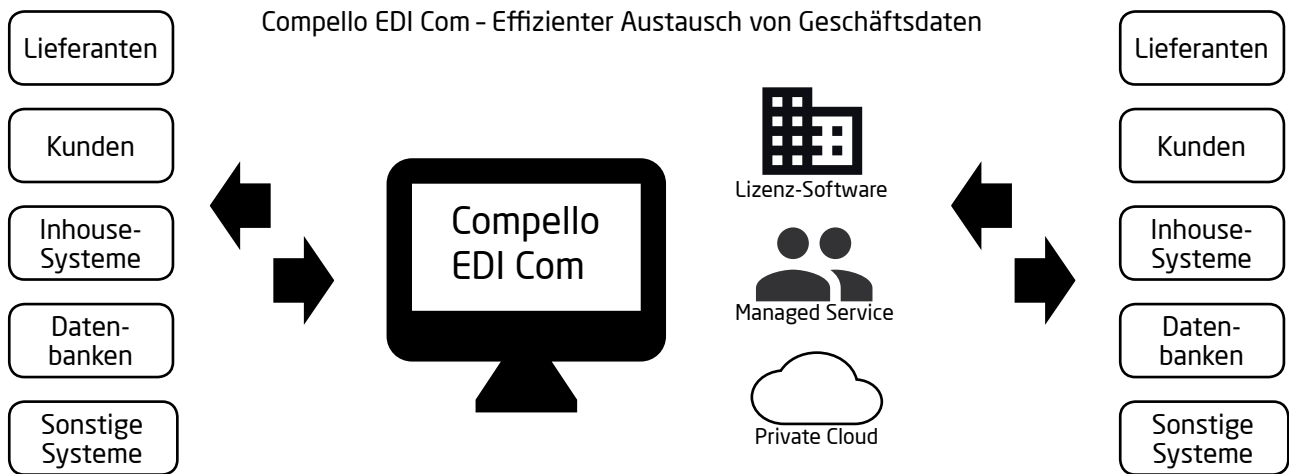 Compello EDI Com – Effizienter Austausch von Geschäftsdaten
Lieferanten
Kunden
Inhouse-
Systeme
Daten-
banken
Sonstige
Systeme
Compello
EDI Com
Lizenz-Software
Managed Service
Private Cloud
Lieferanten
Kunden
Inhouse-
Systeme
Daten-
banken
Sonstige
Systeme